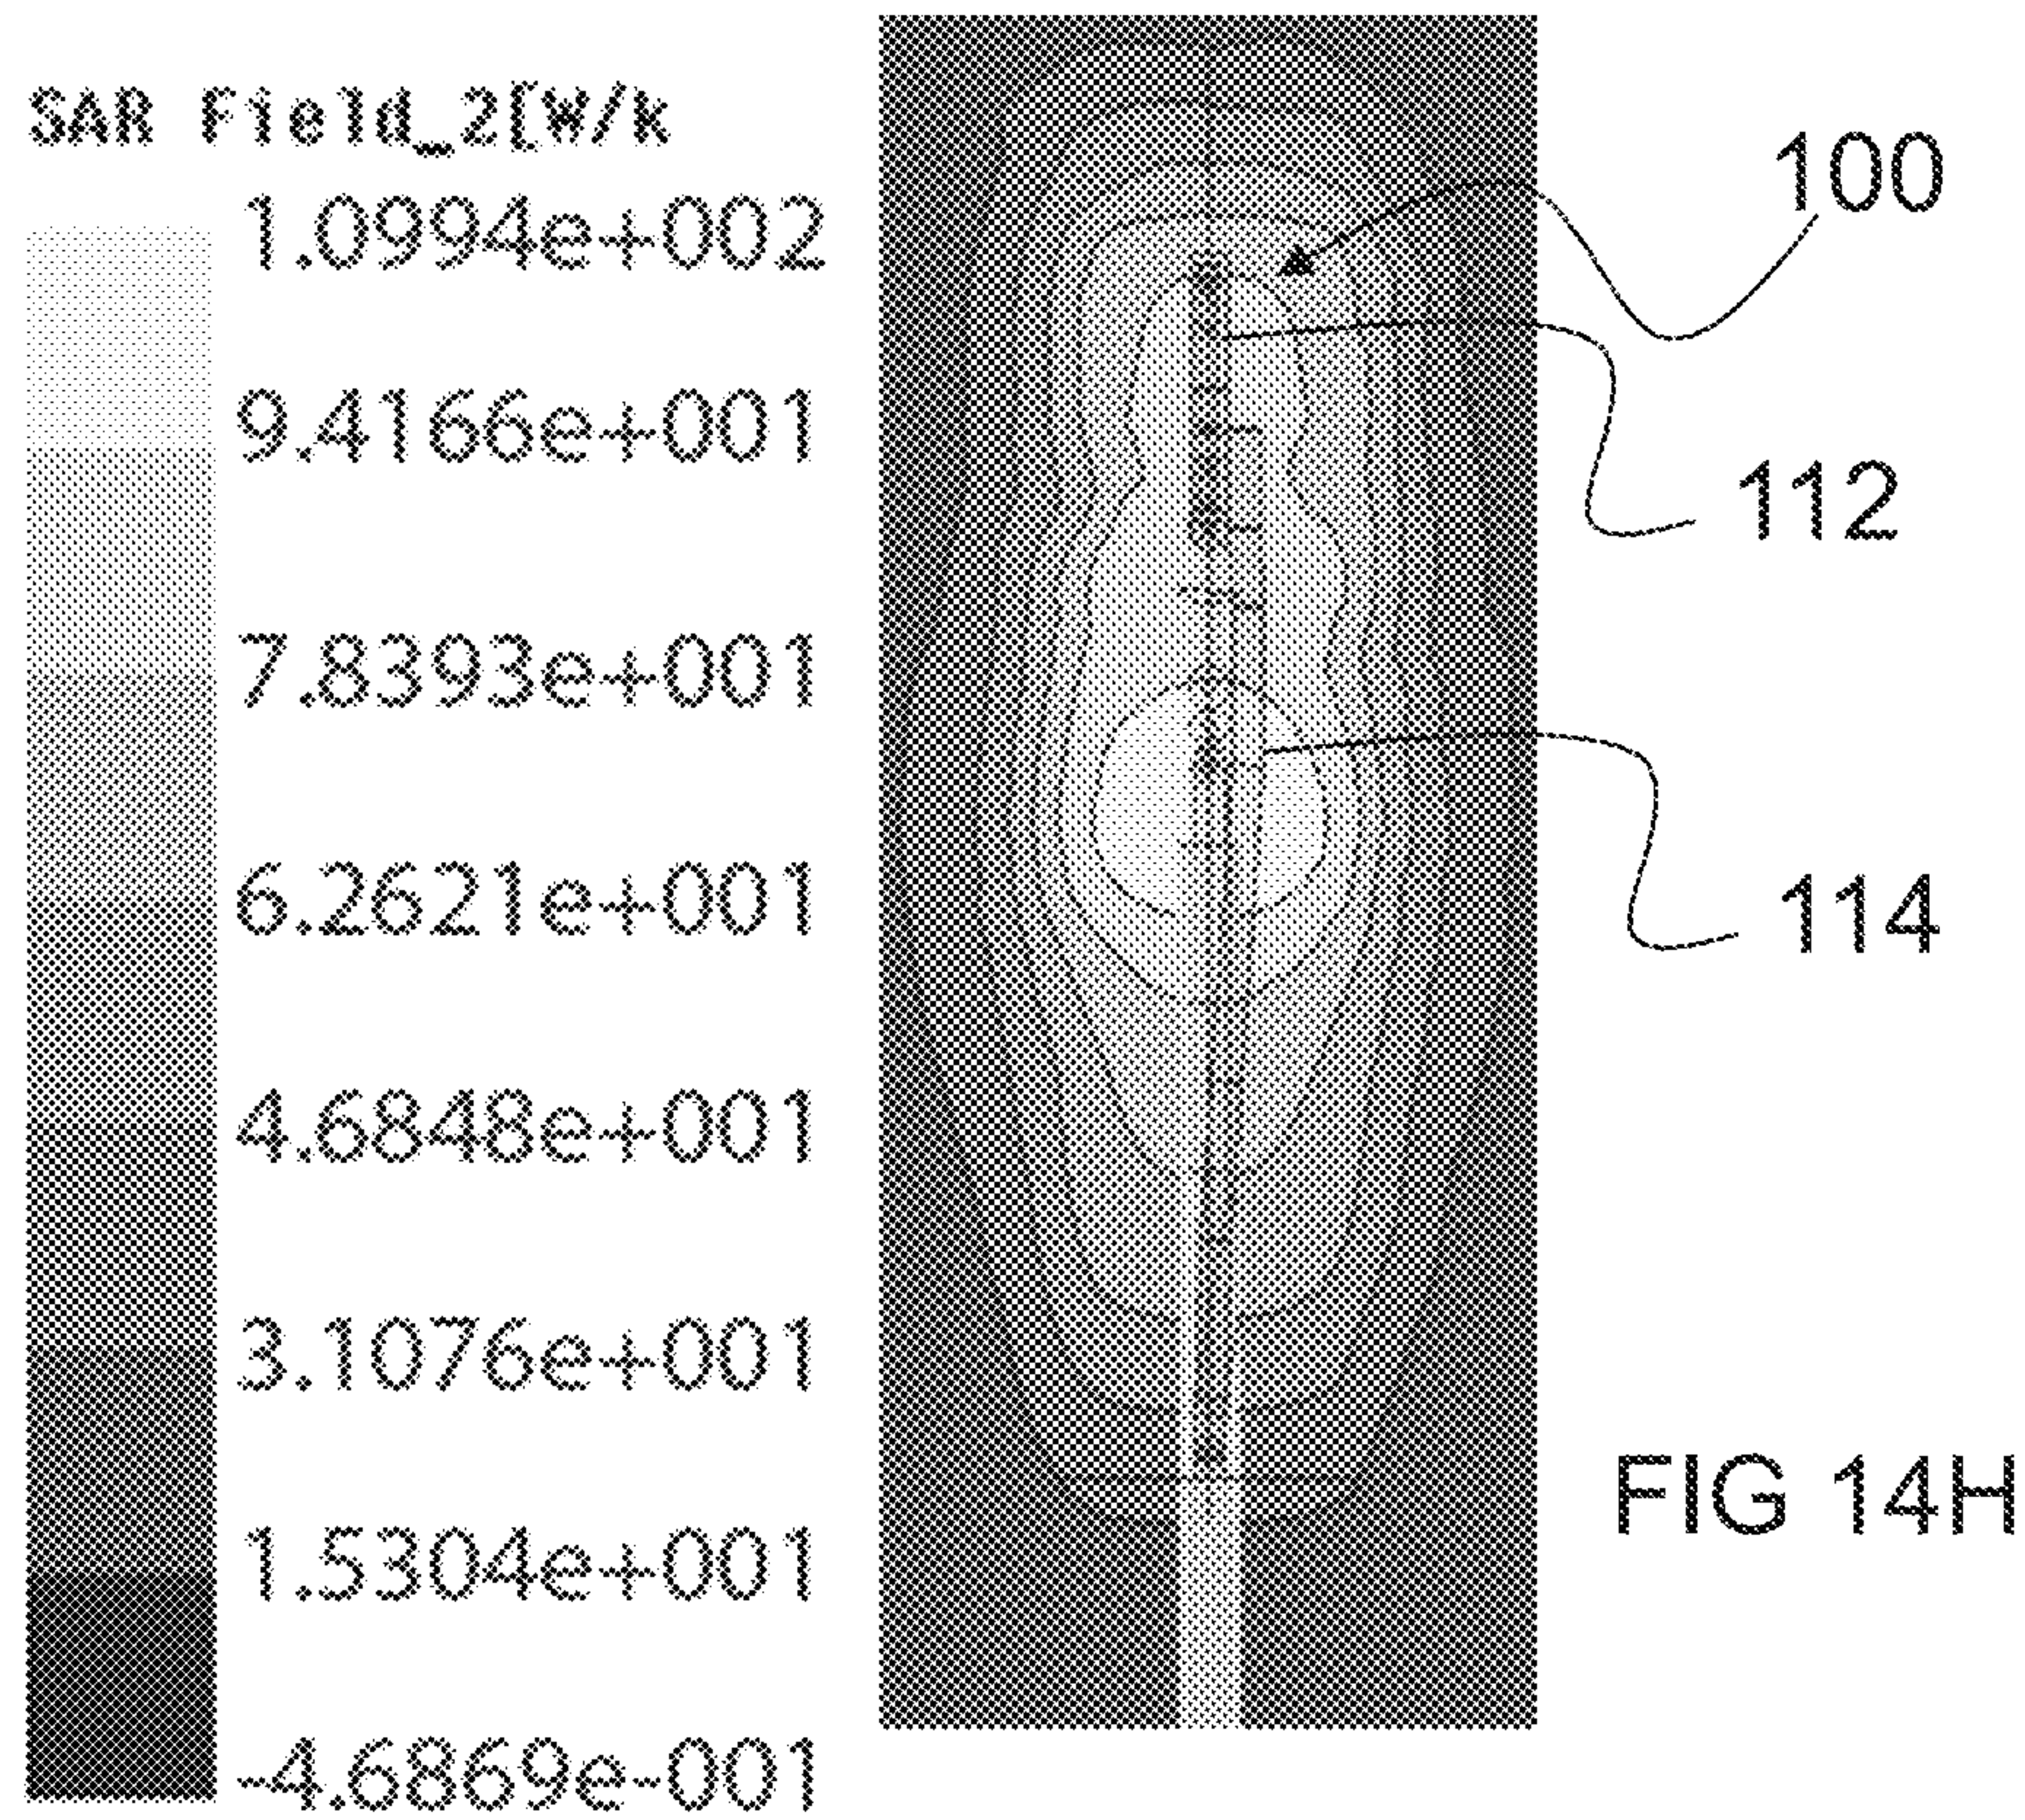 SAR Field_2[W/k
1.0994e+002
9.4166e+001
7.8393e+001
6.2621e+001
4.6848e+001
3.1076e+001
1.5304e+001
-4.6869e-001
100
112
114
FIG 14H